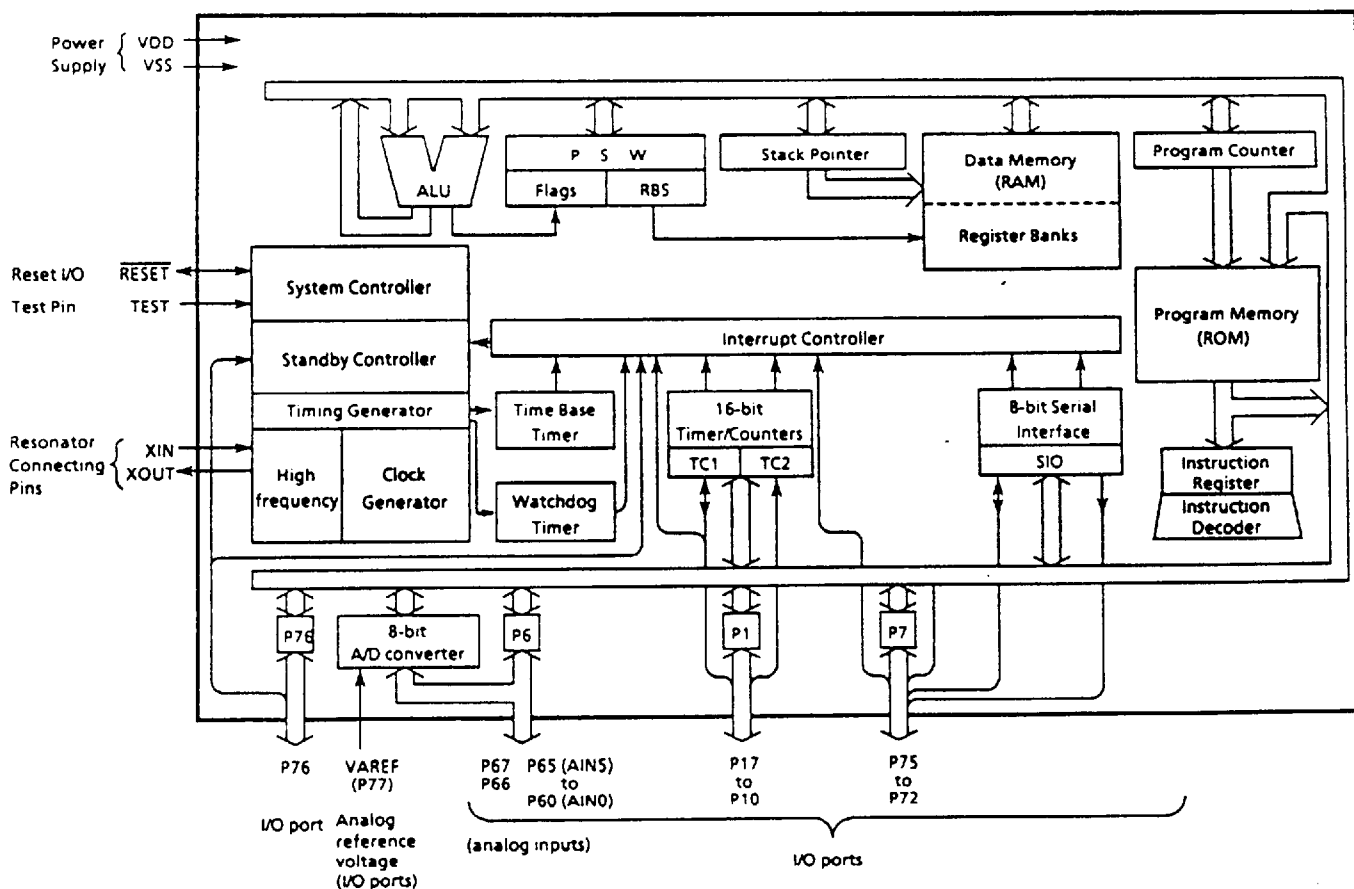 Power VDD
Supply VSS
ALU
P S W
Flags RBS
Stack Pointer
Data Memory
(RAM)
Register Banks
Program Counter
Reset I/O RESET
Test Pin TEST
System Controller
Standby Controller
Timing Generator
High
frequency
Clock
Generator
Resonator
Connecting
Pins
XIN
XOUT
Interrupt Controller
Time Base
Timer
Watchdog
Timer
16-bit
Timer/Counters
TC1 TC2
8-bit Serial
Interface
SIO
Program Memory
(ROM)
Instruction
Register
Instruction
Decoder
P76
8-bit
A/D converter
P6
P1
P7
P76
VAREF
(P77)
P67
P66
P65 (AIN5)
to
P60 (AIN0)
P17
to
P10
P75
to
P72
I/O port
Analog
reference
voltage
(I/O ports)
(analog inputs)
I/O ports